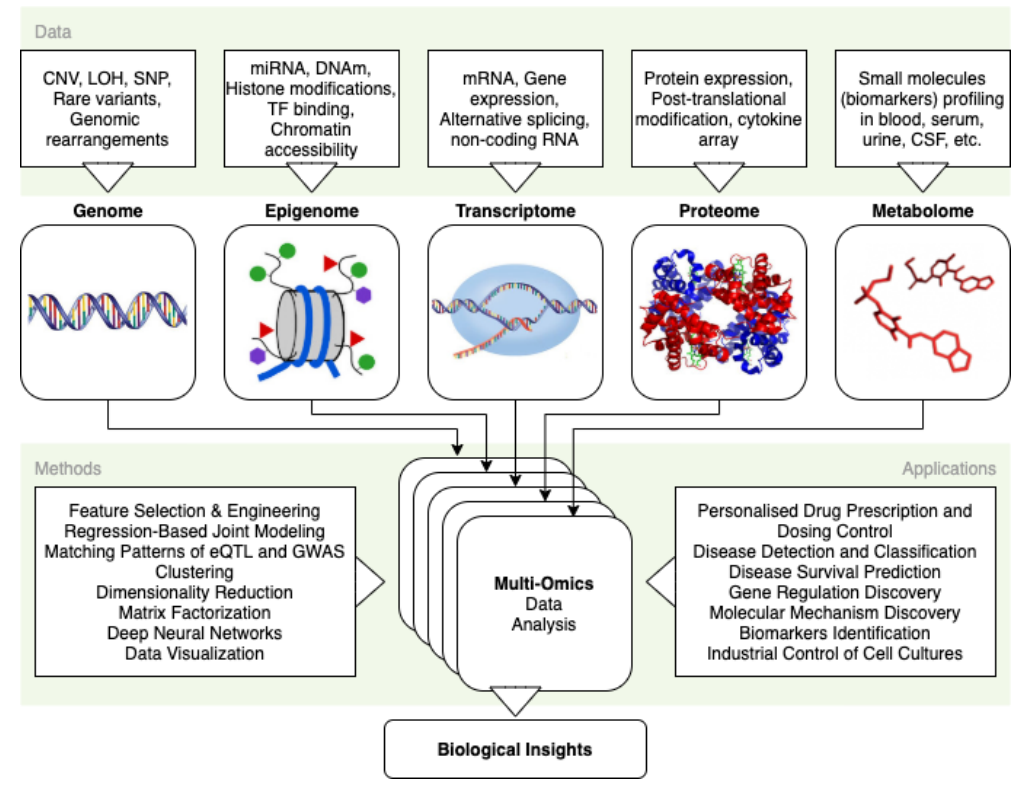 Data
CNV, LOH, SNP,
Rare variants,
Genomic
rearrangements
miRNA, DNAm,
Histone modifications,
TF binding,
Chromatin
accessibility
mRNA, Gene
expression,
Alternative splicing,
non-coding RNA
Protein expression,
Post-translational
modification, cytokine
array
Small molecules
(biomarkers) profiling
in blood, serum,
urine, CSF, etc.
Genome
Epigenome
Transcriptome
Proteome
Metabolome
Methods
Feature Selection & Engineering
Regression-Based Joint Modeling
Matching Patterns of eQTL and GWAS
Clustering
Dimensionality Reduction
Matrix Factorization
Deep Neural Networks
Data Visualization
Multi-Omics
Data
Analysis
Applications
Personalised Drug Prescription and
Dosing Control
Disease Detection and Classification
Disease Survival Prediction
Gene Regulation Discovery
Molecular Mechanism Discovery
Biomarkers Identification
Industrial Control of Cell Cultures
Biological Insights